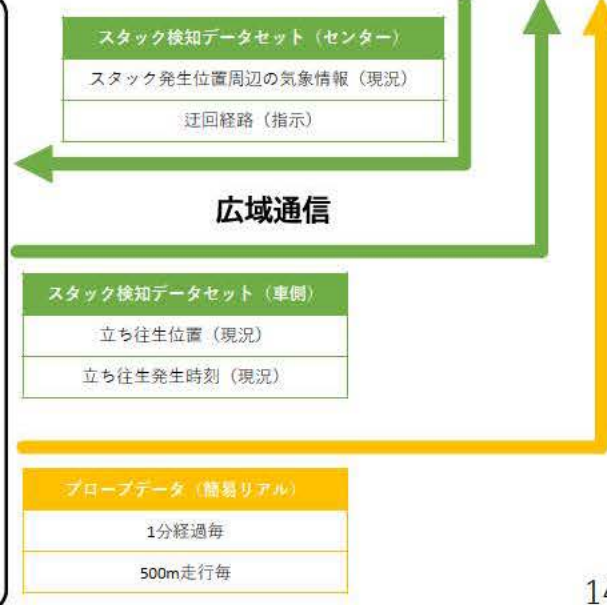 スタック検知データセット（センター）
スタック発生位置周辺の気象情報（現況）
迂回経路（指示）
広域通信
スタック検知データセット（車側）
立ち往生位置（現況）
立ち往生発生時刻（現況）
プローブデータ（簡易リアル）
1分経過毎
500m走行毎
14